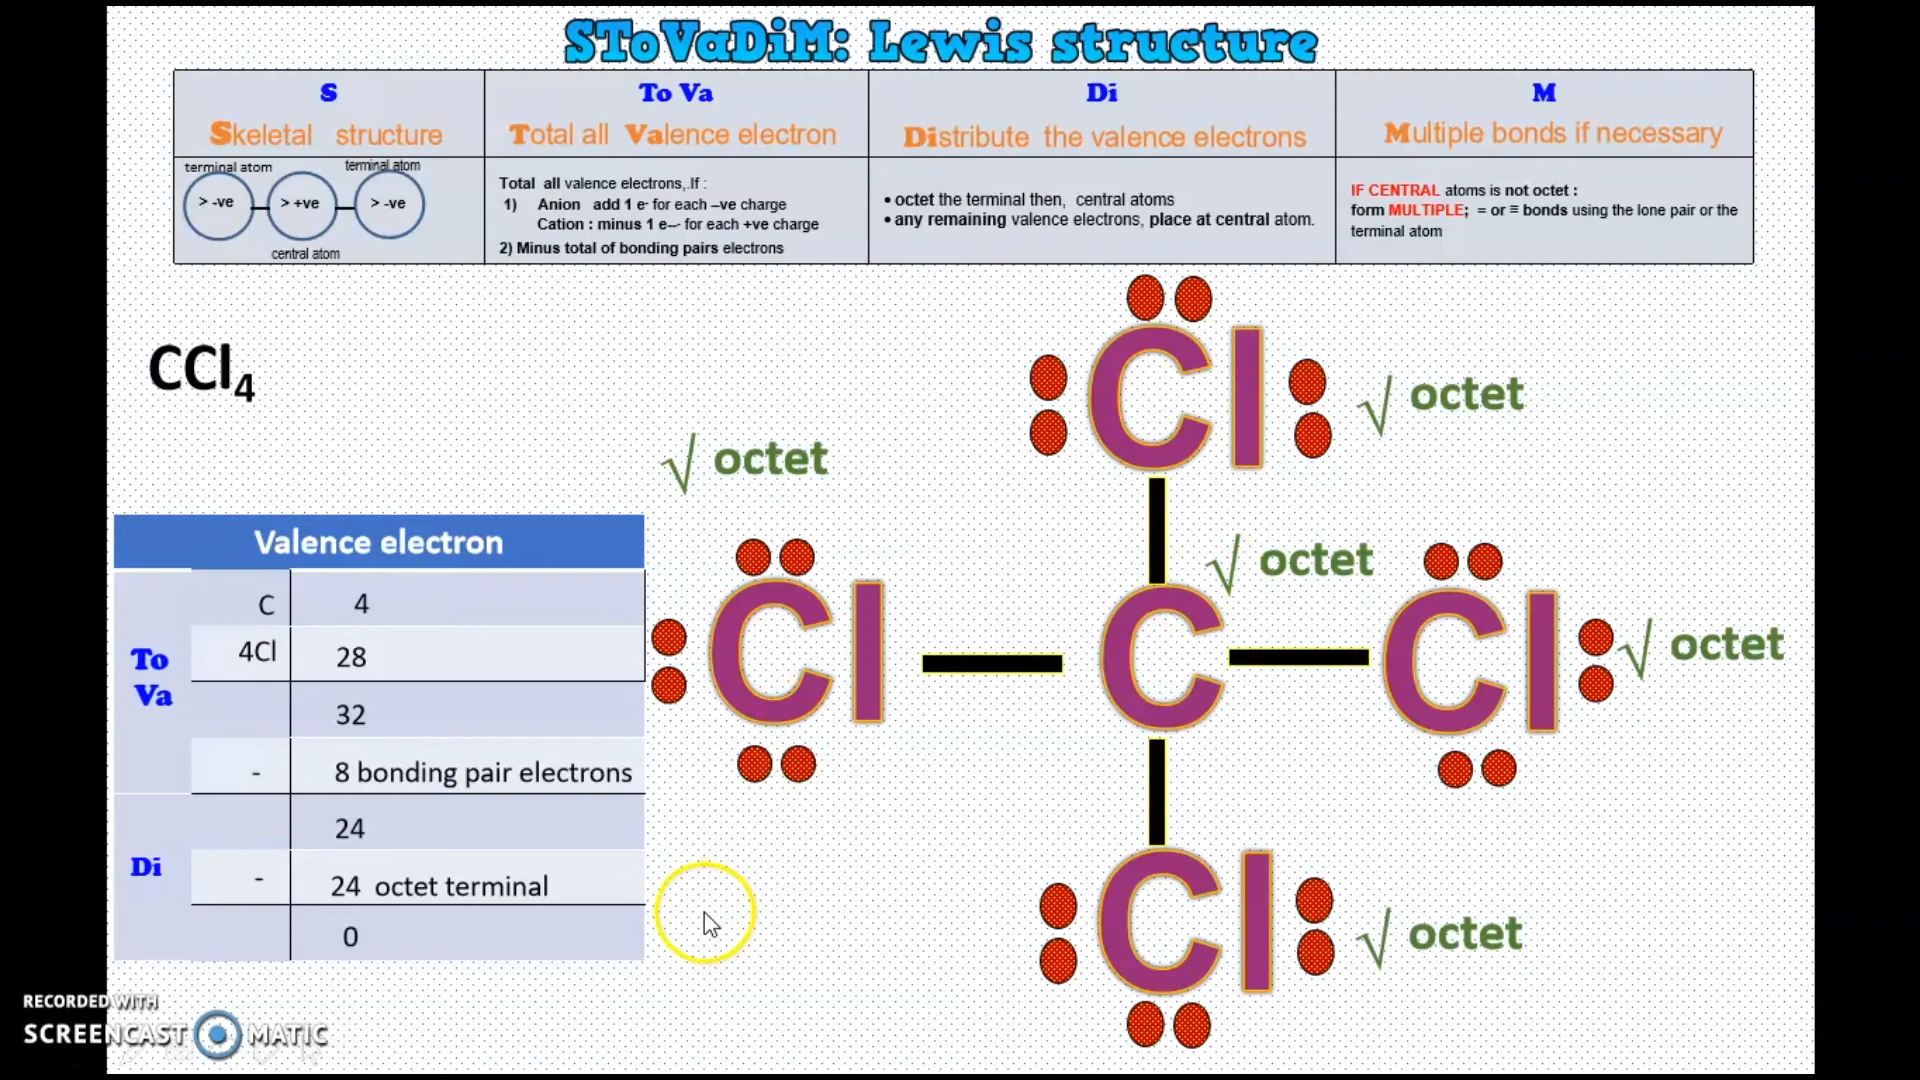 SToVaDiM: Lewis structure
S
Skeletal structure
terminal atom
terminal atom
> -ve
> +ve
> -ve
central atom
To Va
Total all Valence electron
Total all valence electrons,.If :
1) Anion add 1 e- for each –ve charge
Cation : minus 1 e-- for each +ve charge
2) Minus total of bonding pairs electrons
Di
Distribute the valence electrons
• octet the terminal then, central atoms
• any remaining valence electrons, place at central atom.
M
Multiple bonds if necessary
IF CENTRAL atoms is not octet :
form MULTIPLE; = or ≡ bonds using the lone pair or the
terminal atom
CCl4
Valence electron
To
Va
C 4
4Cl 28
32
- 8 bonding pair electrons
Di
24
- 24 octet terminal
0
Cl
√ octet
√ octet
Cl
C
√ octet
Cl
√ octet
Cl
√ octet
RECORDED WITH
SCREENCAST MATIC